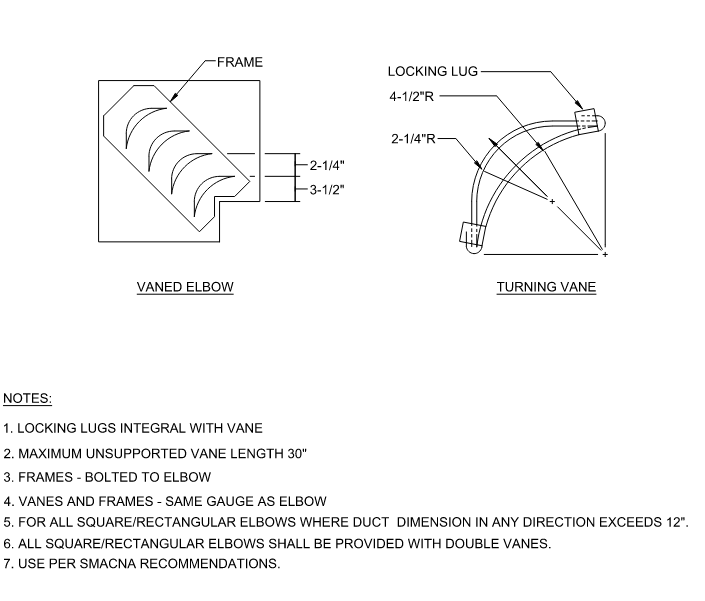 FRAME
2-1/4"
3-1/2"
VANED ELBOW
LOCKING LUG
4-1/2"R
2-1/4"R
TURNING VANE
NOTES:
1. LOCKING LUGS INTEGRAL WITH VANE
2. MAXIMUM UNSUPPORTED VANE LENGTH 30"
3. FRAMES - BOLTED TO ELBOW
4. VANES AND FRAMES - SAME GAUGE AS ELBOW
5. FOR ALL SQUARE/RECTANGULAR ELBOWS WHERE DUCT DIMENSION IN ANY DIRECTION EXCEEDS 12".
6. ALL SQUARE/RECTANGULAR ELBOWS SHALL BE PROVIDED WITH DOUBLE VANES.
7. USE PER SMACNA RECOMMENDATIONS.